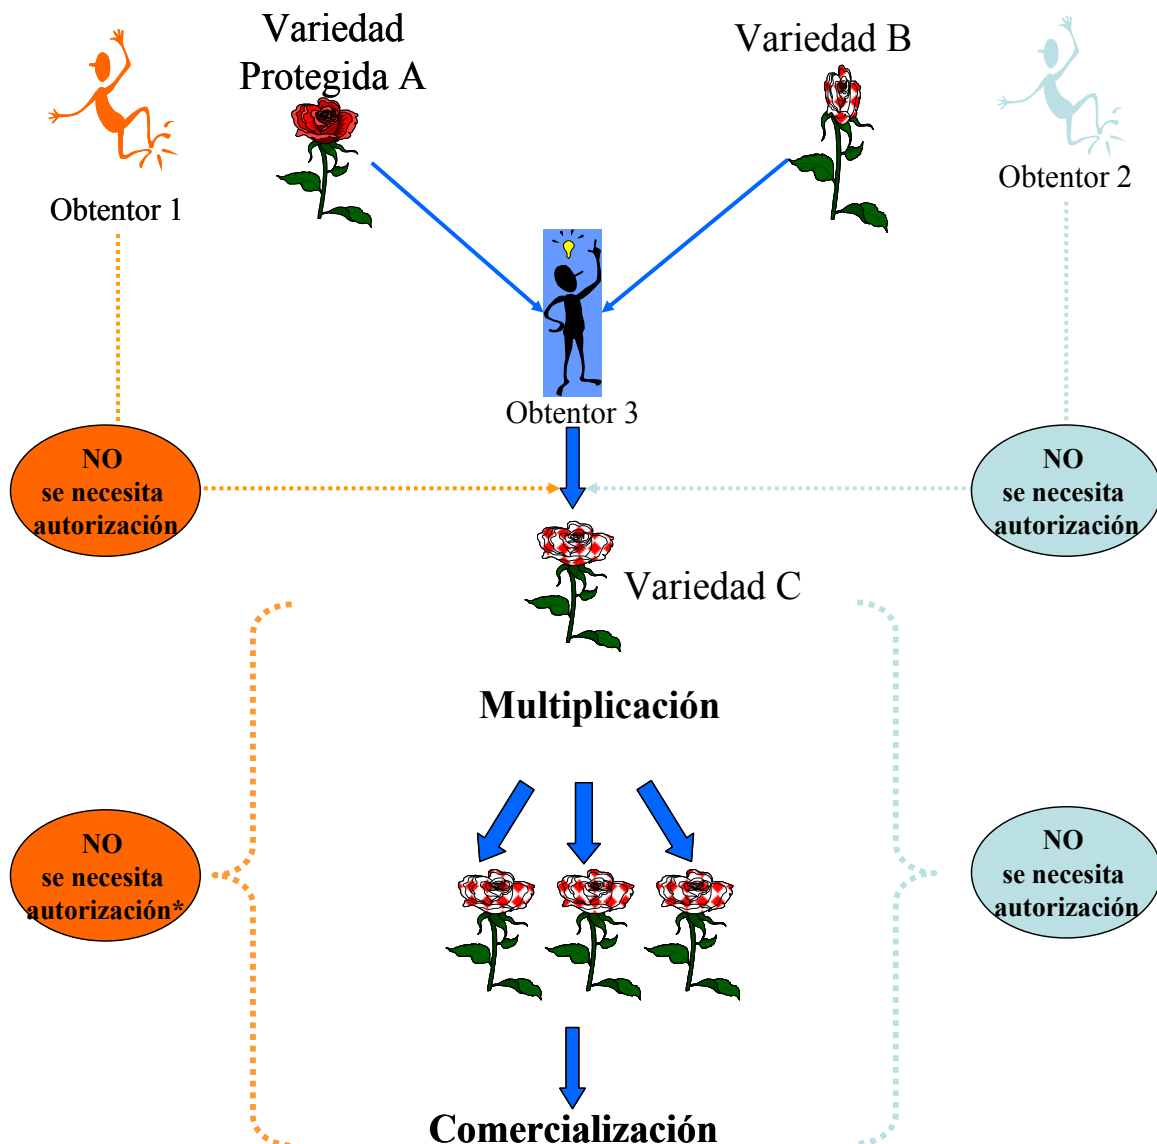 Variedad
Protegida A
Variedad B
Obtentor 1
Obtentor 2
Obtentor 3
NO
se necesita
autorización
NO
se necesita
autorización
Variedad C
Multiplicación
NO
se necesita
autorización*
NO
se necesita
autorización
Comercialización